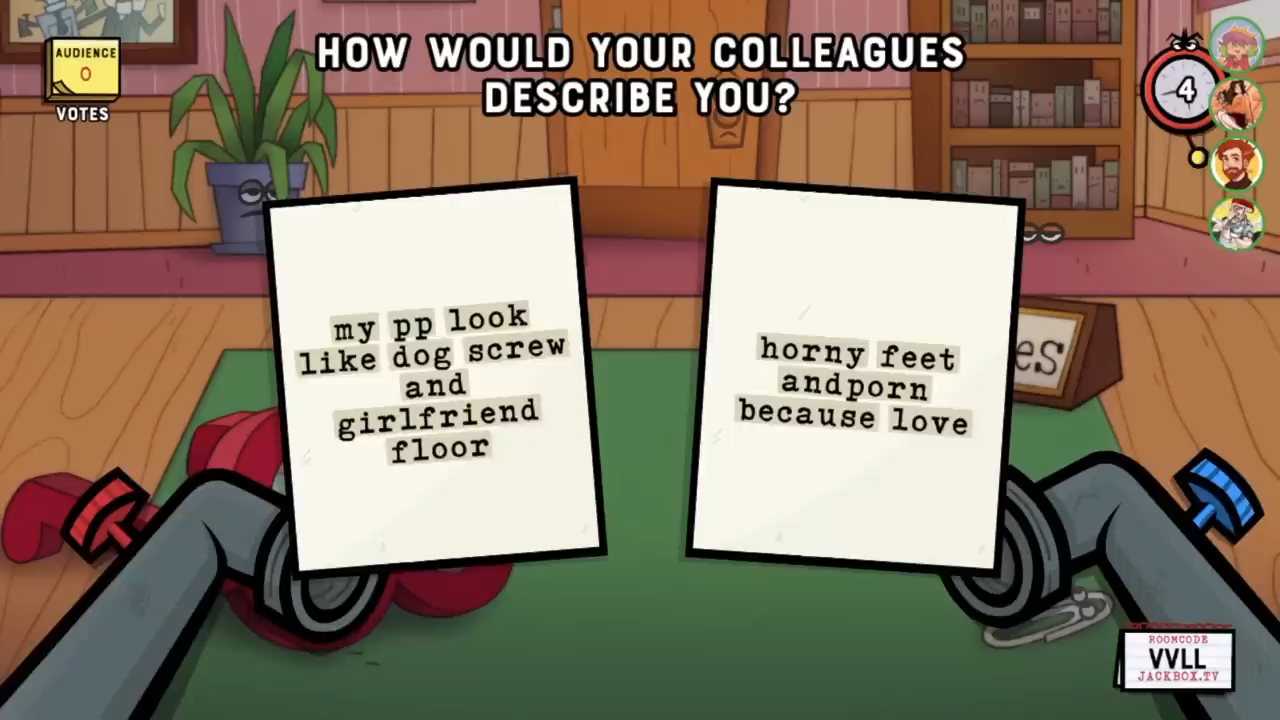 HOW WOULD YOUR COLLEAGUES
DESCRIBE YOU?
AUDIENCE
0
VOTES
4
my pp look
like dog screw
and
girlfriend
floor
horny feet
andporn
because love
es
ROOMCODE
VVLL
JACKBOX.TV